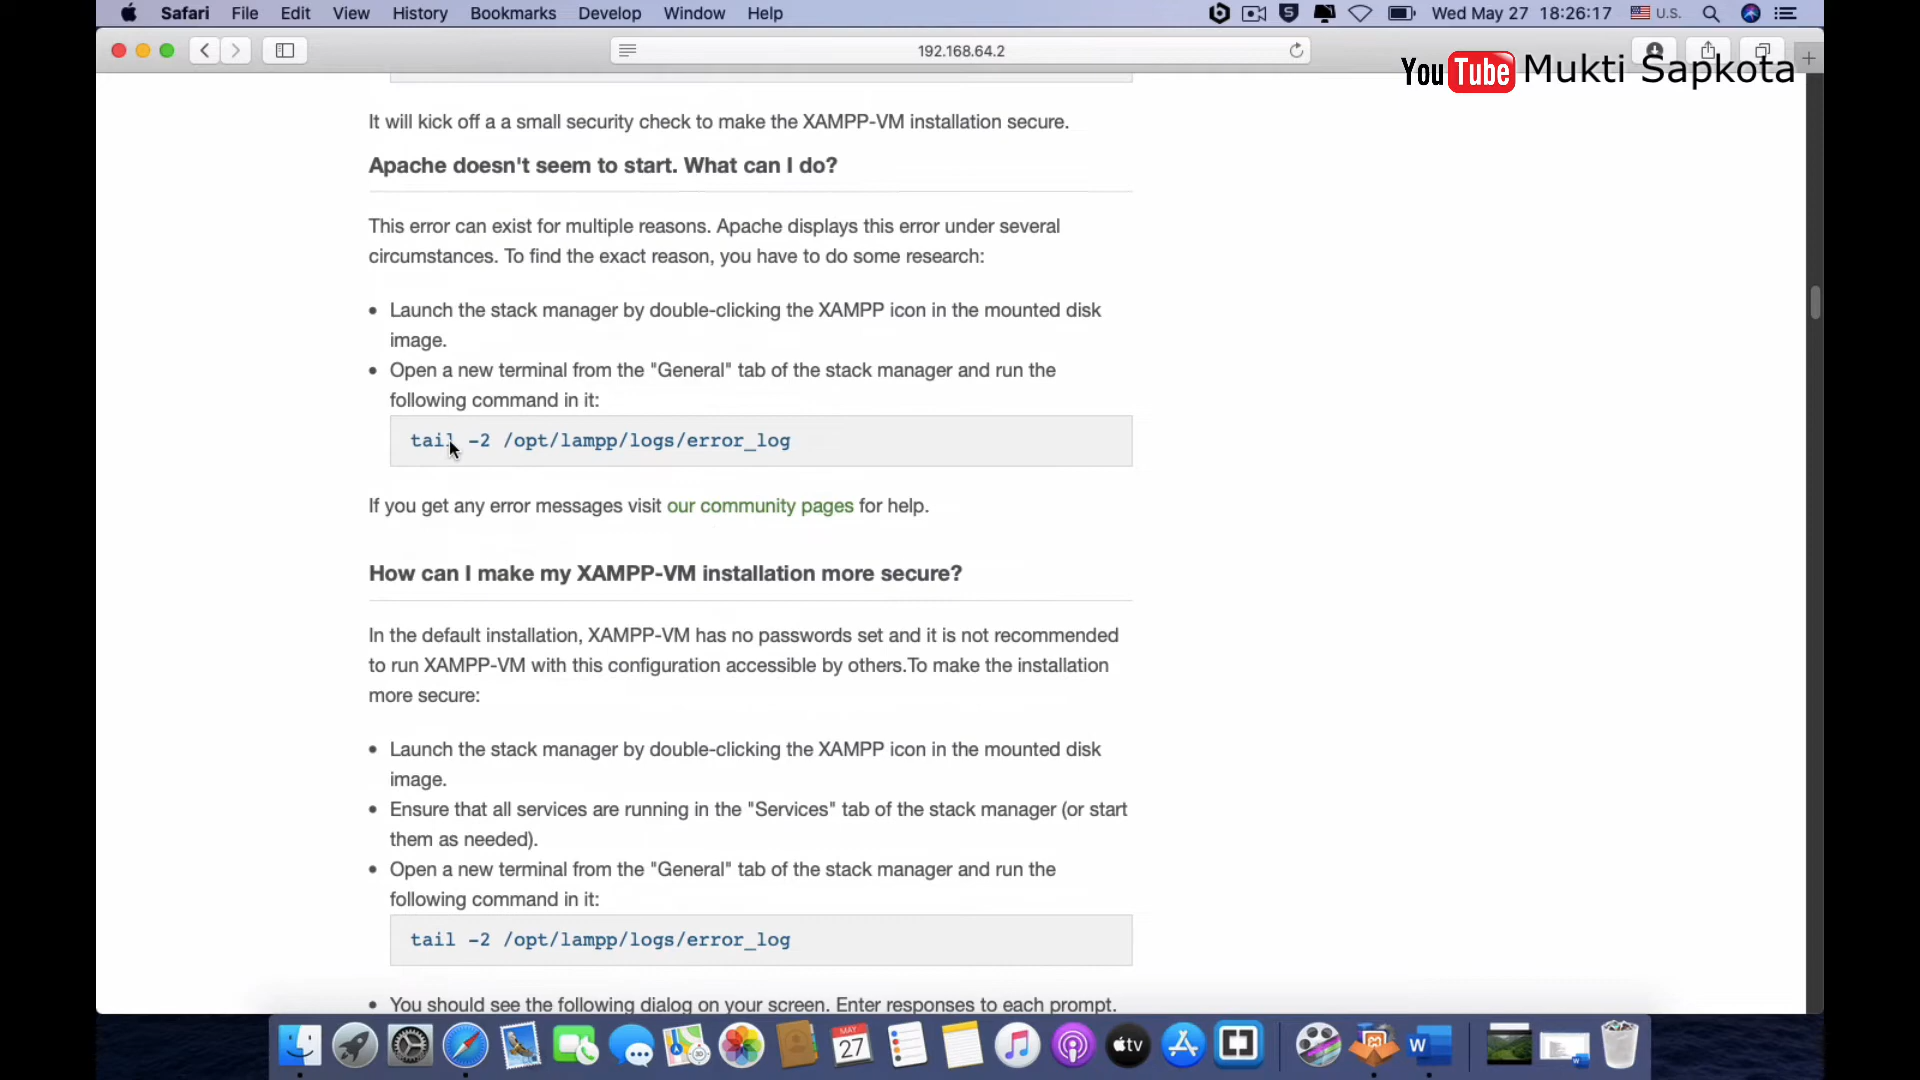 Safari File Edit View History Bookmarks Develop Window Help
Wed May 27 18:26:17 U.S.
192.168.64.2
YouTube Mukti Sapkota
It will kick off a a small security check to make the XAMPP-VM installation secure.
Apache doesn't seem to start. What can I do?
This error can exist for multiple reasons. Apache displays this error under several
circumstances. To find the exact reason, you have to do some research:
• Launch the stack manager by double-clicking the XAMPP icon in the mounted disk
image.
• Open a new terminal from the "General" tab of the stack manager and run the
following command in it:
tail -2 /opt/lampp/logs/error_log
If you get any error messages visit our community pages for help.
How can I make my XAMPP-VM installation more secure?
In the default installation, XAMPP-VM has no passwords set and it is not recommended
to run XAMPP-VM with this configuration accessible by others.To make the installation
more secure:
• Launch the stack manager by double-clicking the XAMPP icon in the mounted disk
image.
• Ensure that all services are running in the "Services" tab of the stack manager (or start
them as needed).
• Open a new terminal from the "General" tab of the stack manager and run the
following command in it:
tail -2 /opt/lampp/logs/error_log
• You should see the following dialog on your screen. Enter responses to each prompt.
MAY
27
tv
W